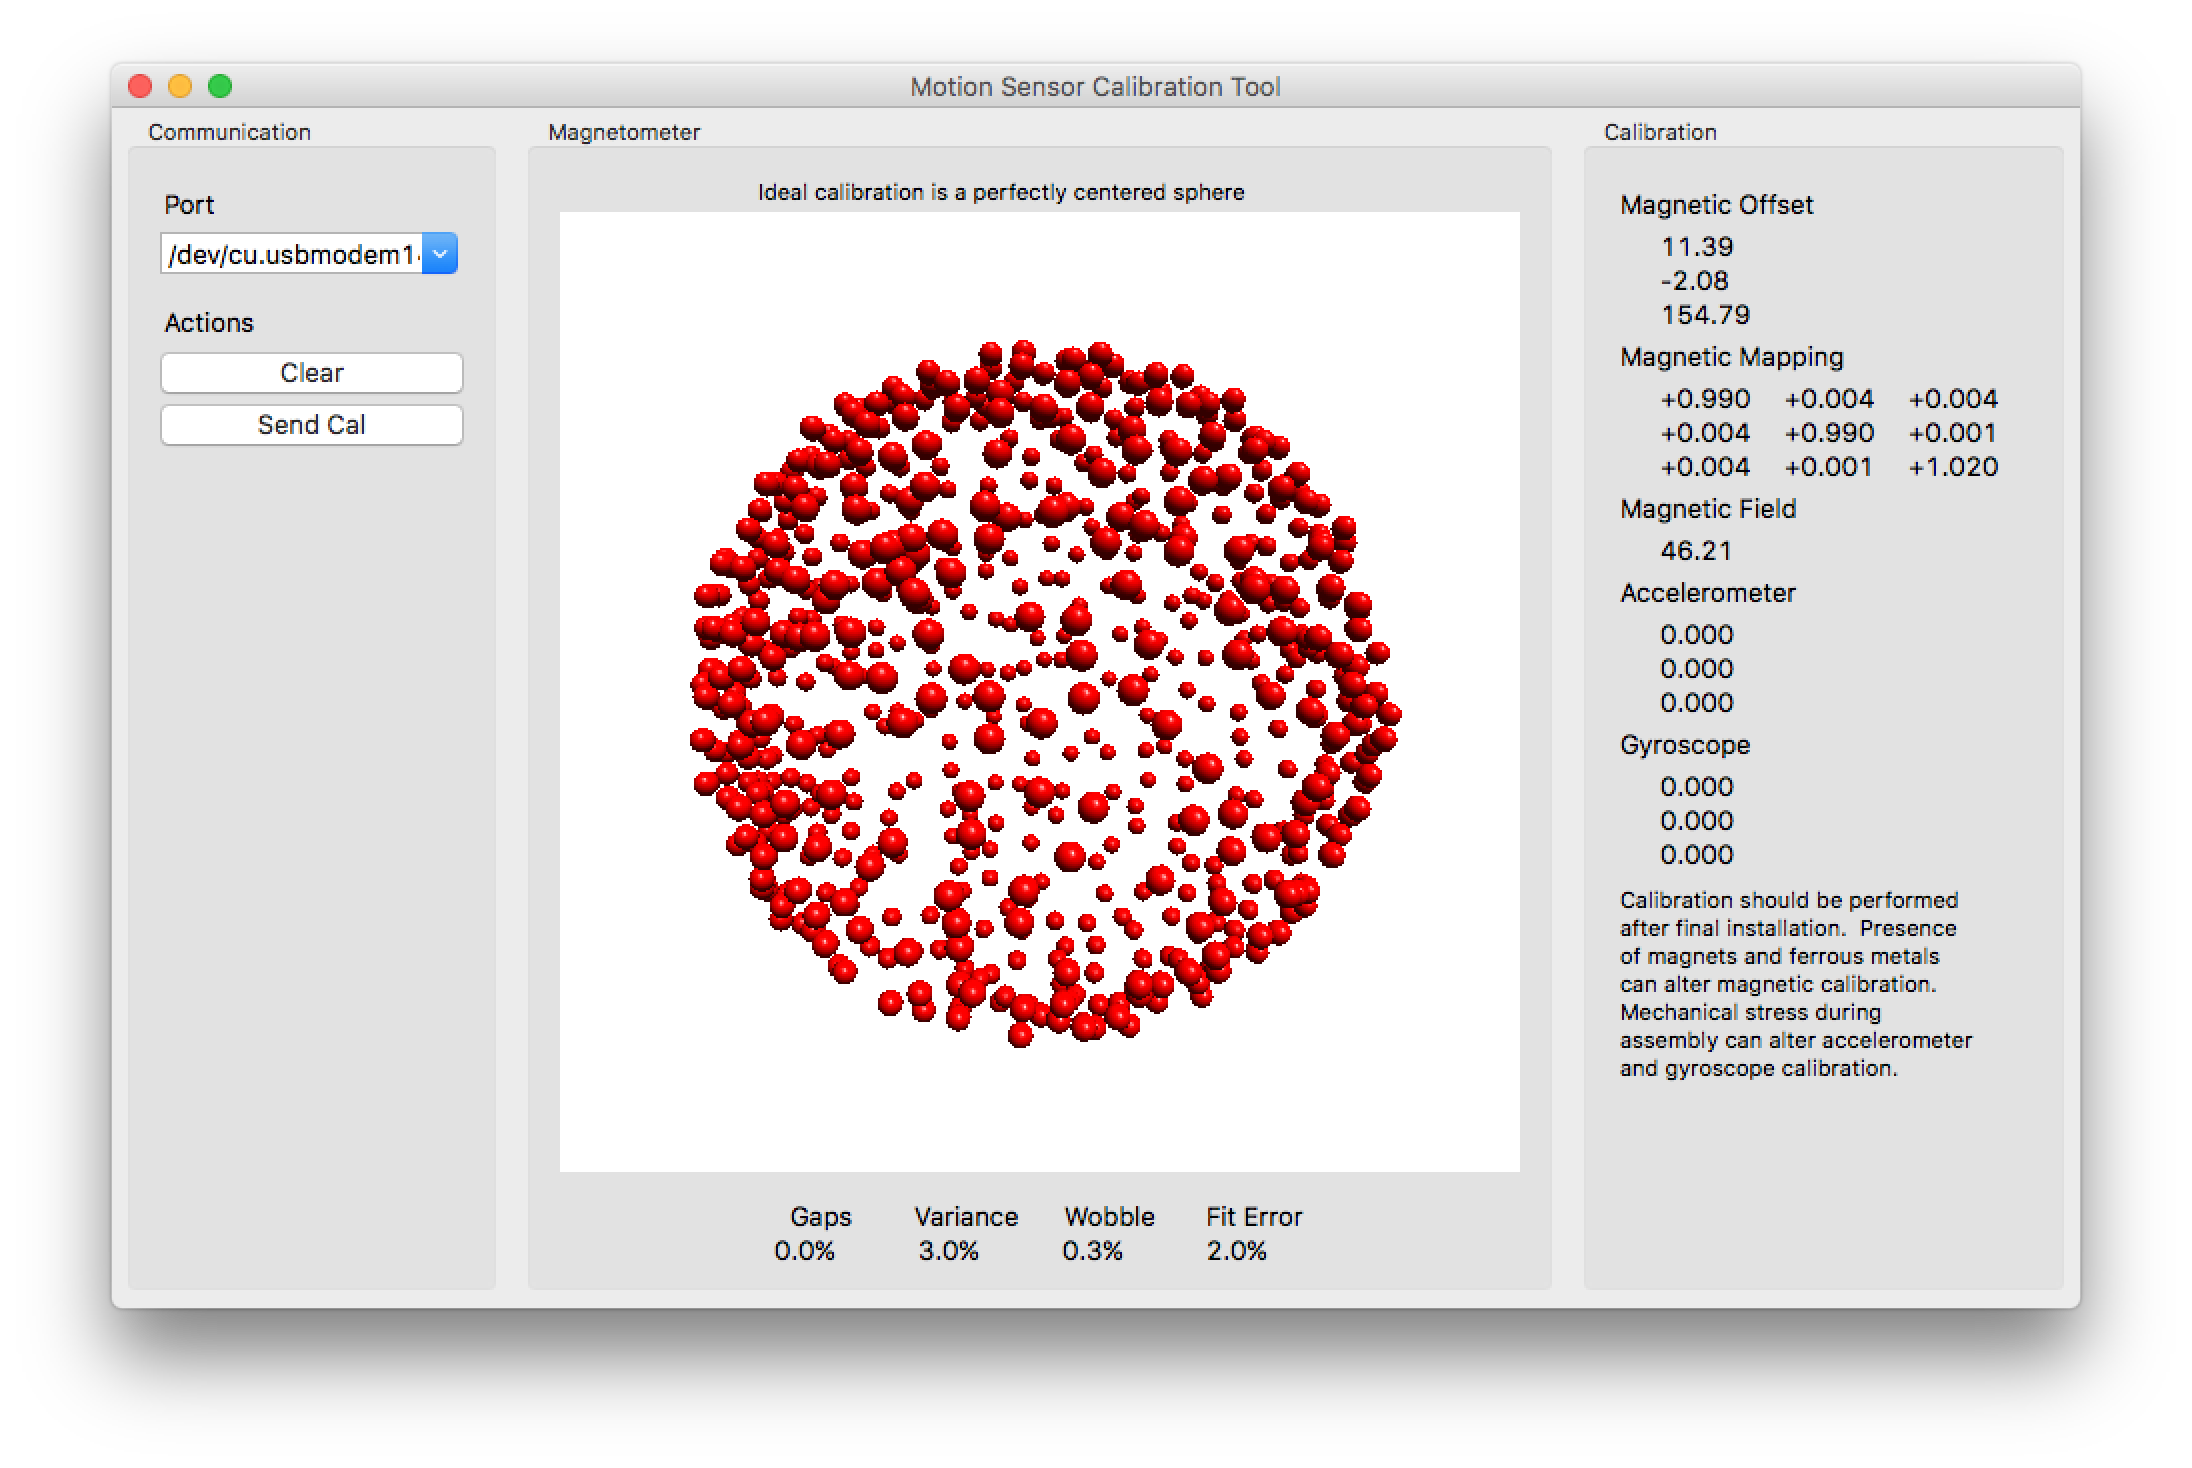 Motion Sensor Calibration Tool
Communication
Port
/dev/cu.usbmodem1
Actions
Clear
Send Cal
Magnetometer
Ideal calibration is a perfectly centered sphere
Gaps Variance Wobble Fit Error
0.0% 3.0% 0.3% 2.0%
Calibration
Magnetic Offset
11.39
-2.08
154.79
Magnetic Mapping
+0.990 +0.004 +0.004
+0.004 +0.990 +0.001
+0.004 +0.001 +1.020
Magnetic Field
46.21
Accelerometer
0.000
0.000
0.000
Gyroscope
0.000
0.000
0.000
Calibration should be performed
after final installation.  Presence
of magnets and ferrous metals
can alter magnetic calibration.
Mechanical stress during
assembly can alter accelerometer
and gyroscope calibration.